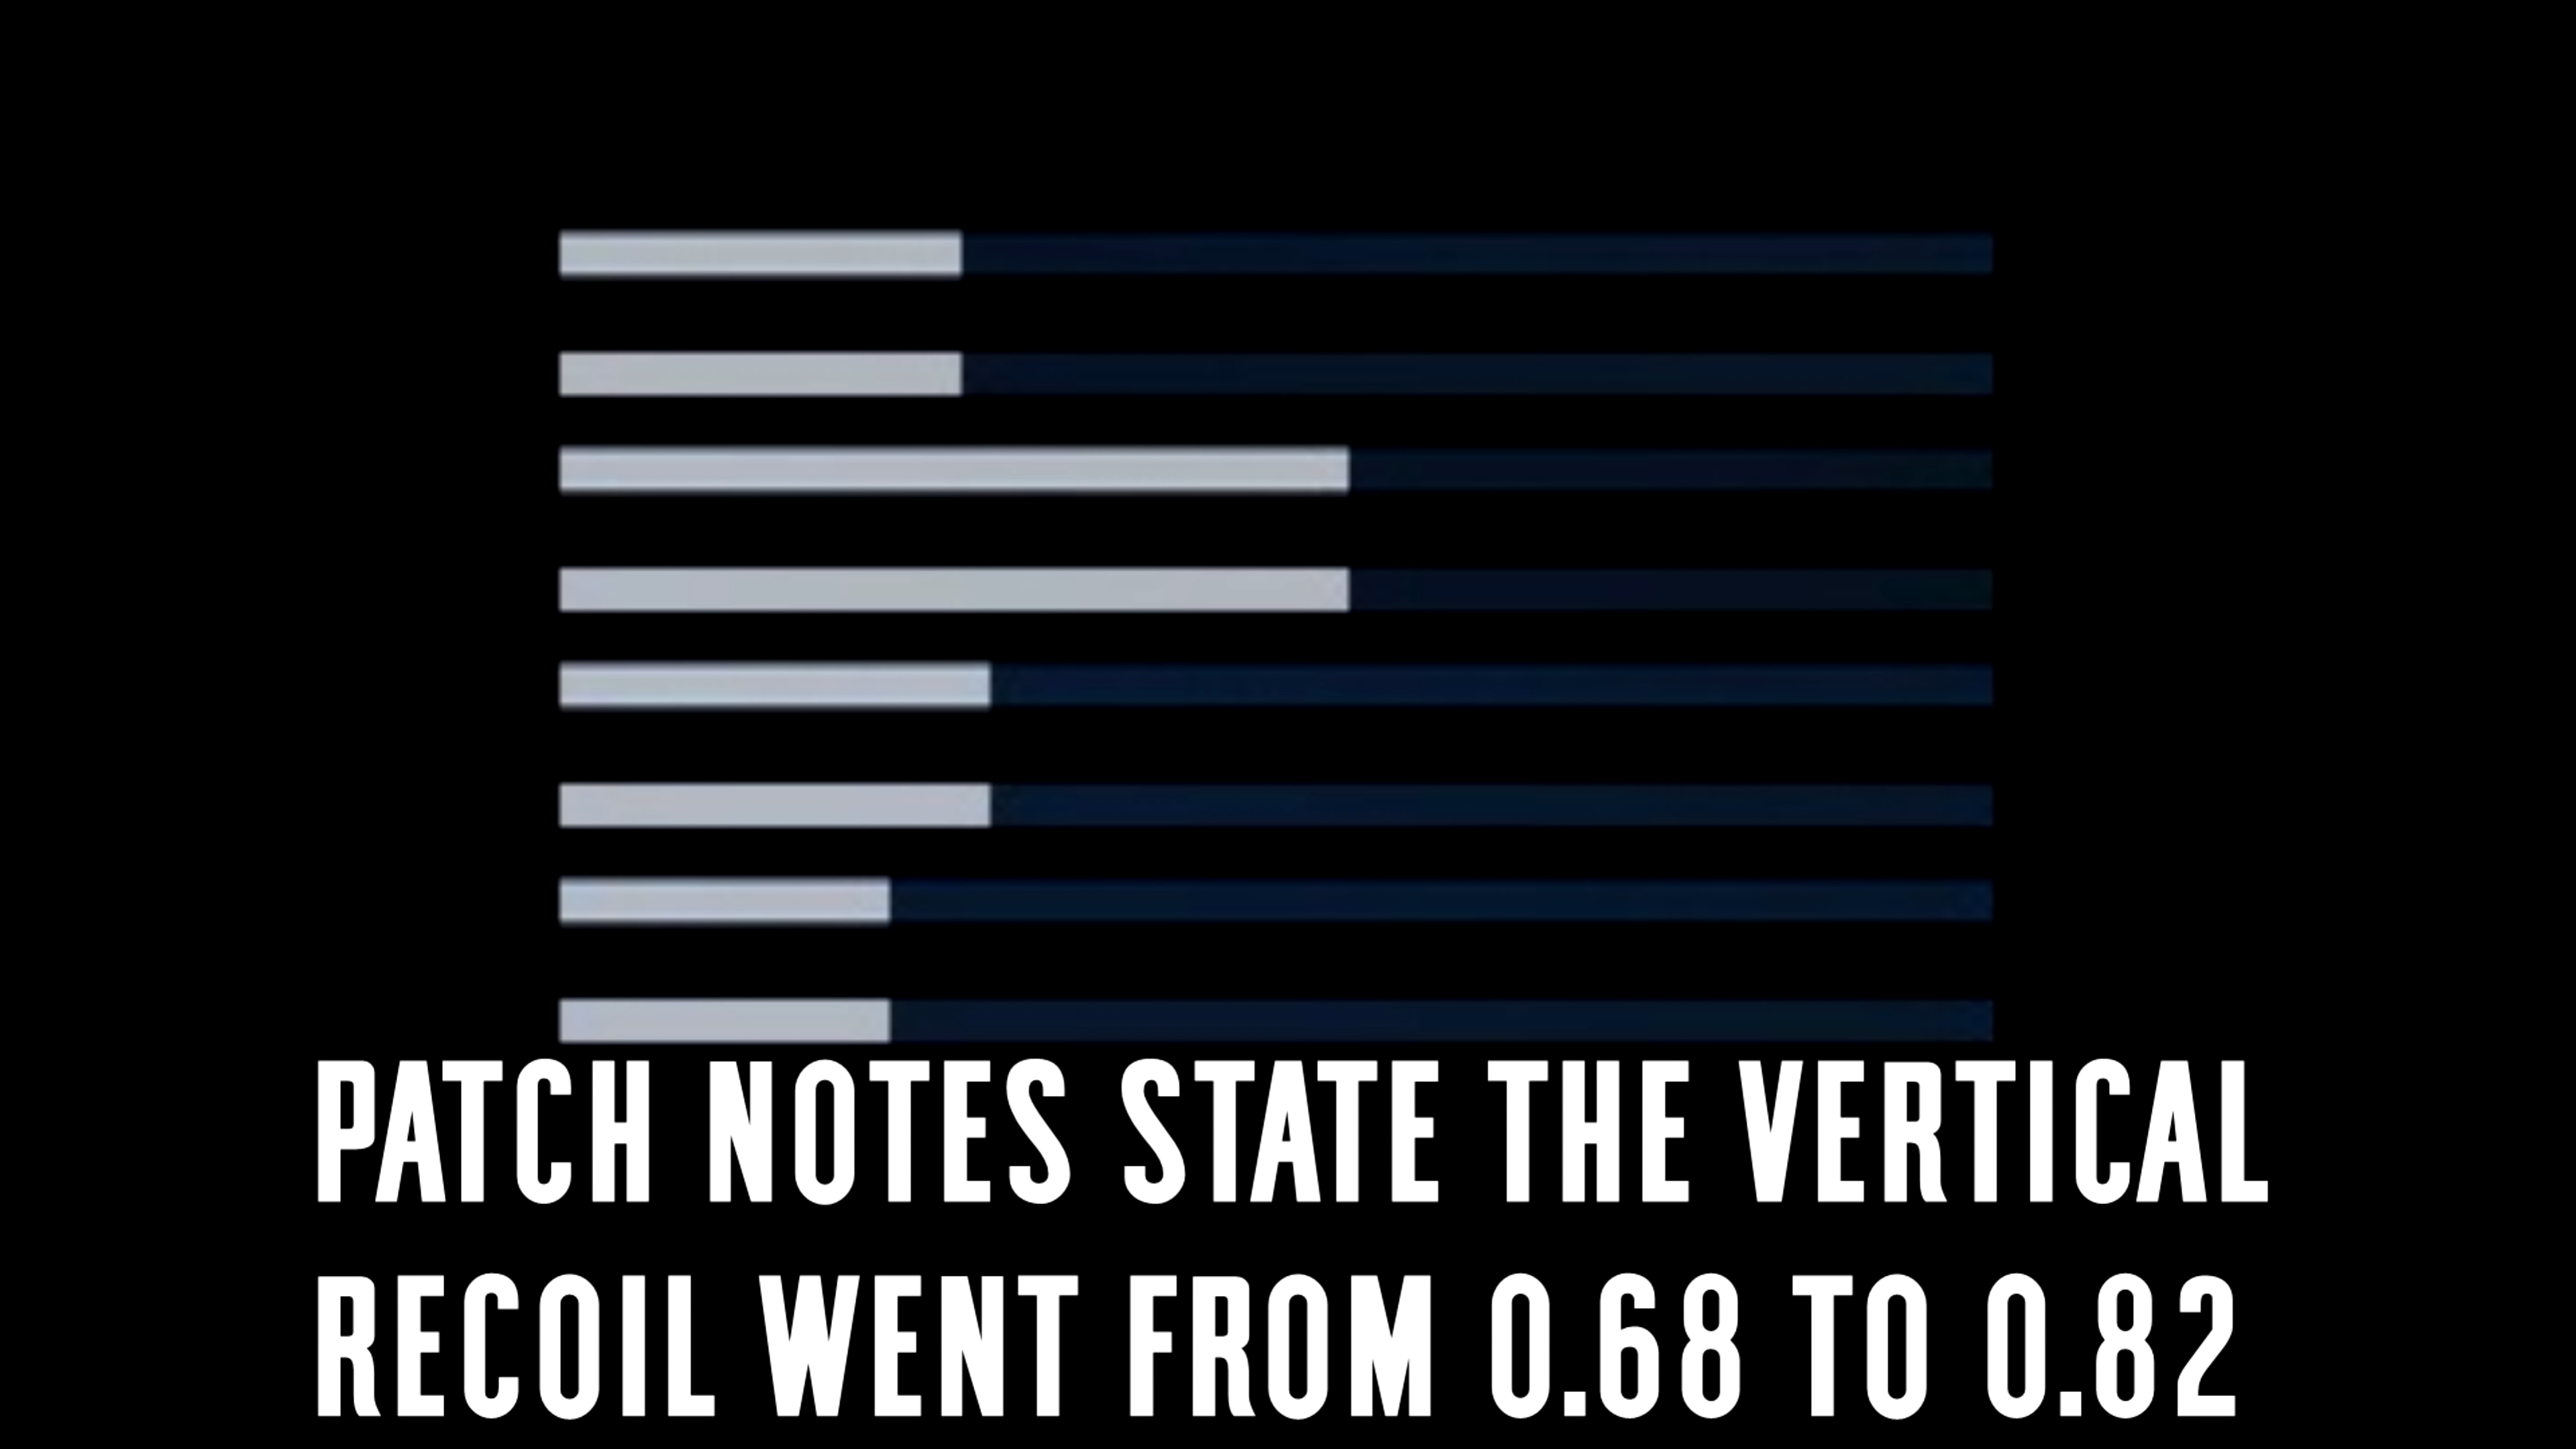 PATCH NOTES STATE THE VERTICAL
RECOIL WENT FROM 0.68 TO 0.82